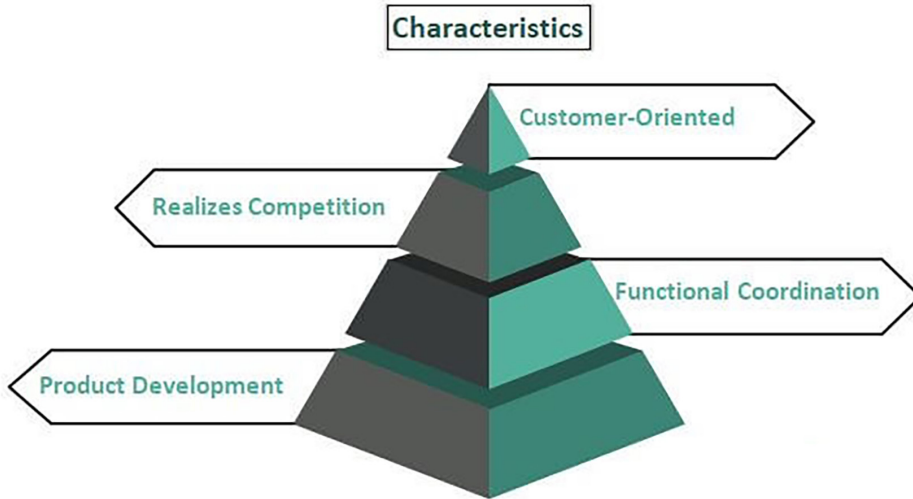 Characteristics
Customer-Oriented
Realizes Competition
Functional Coordination
Product Development